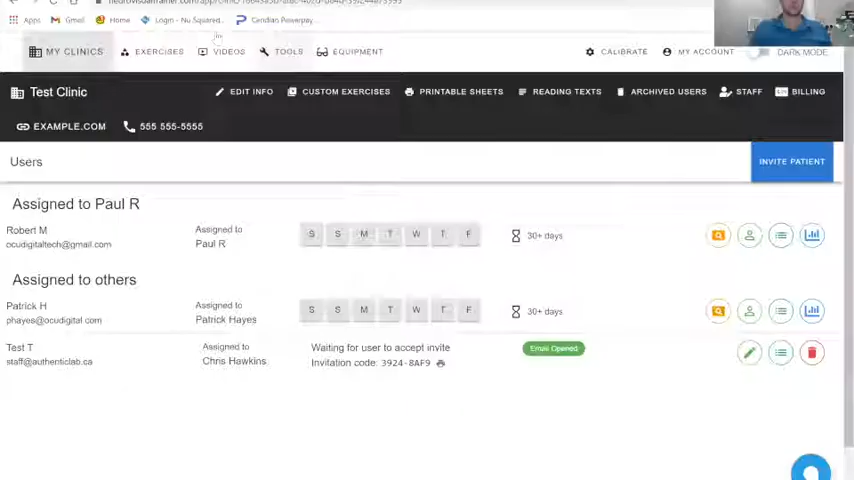 Apps Gmail Home Login - No Squared... Cendian Powerpay...
MY CLINICS EXERCISES VIDEOS TOOLS EQUIPMENT CALIBRATE MY ACCOUNT DARK MODE
Test Clinic EDIT INFO CUSTOM EXERCISES PRINTABLE SHEETS READING TEXTS ARCHIVED USERS STAFF BILLING
EXAMPLE.COM 555 555-5555
Users INVITE PATIENT
Assigned to Paul R
Robert M Assigned to S S M T W T F 30+ days
ocudigitaltech@gmail.com Paul R
Assigned to others
Patrick H Assigned to S S M T W T F 30+ days
phayes@ocudigital.com Patrick Hayes
Test T Assigned to Waiting for user to accept invite Email Opened
staff@authenticlab.ca Chris Hawkins Invitation code: 3924-8AF9